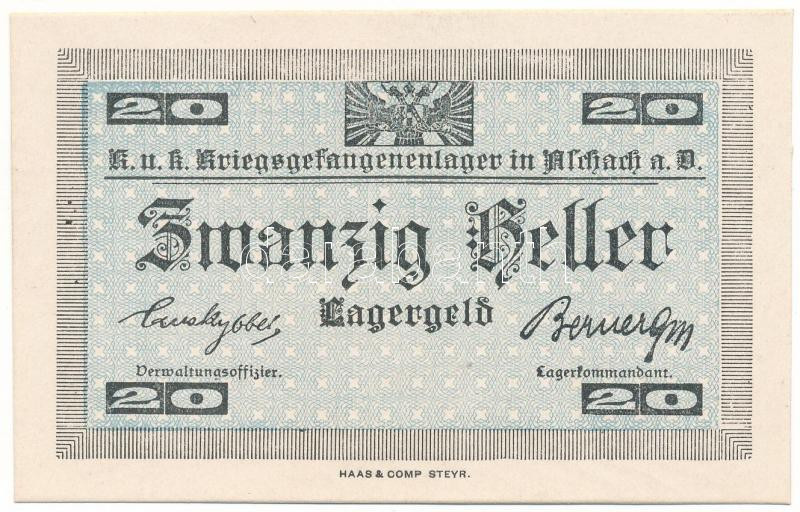 20 20
K. u. k. Kriegsgefangenenlager in Aschach a. D.
Zwanzig Heller
Lagergeld
Verwaltungsoffizier. Lagerkommandant.
20 20
HAAS & COMP STEYR.